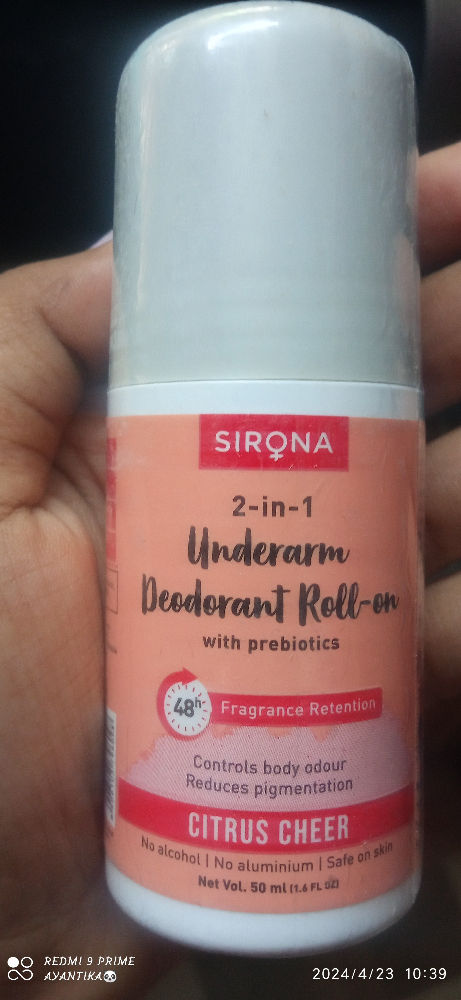 SIRONA
2-in-1
Underarm
Deodorant Roll-on
with prebiotics
48h
Fragrance Retention
Controls body odour
Reduces pigmentation
CITRUS CHEER
No alcohol | No aluminium | Safe on skin
Net Vol. 50 ml (1.6 FL OZ)
REDMI 9 PRIME
AYANTIKA🐼
2024/4/23 10:39